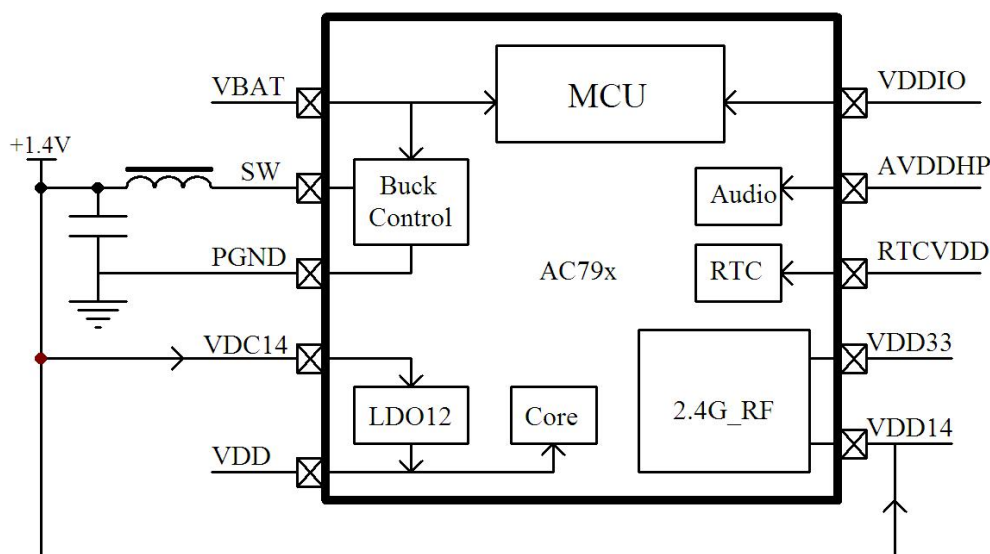 VBAT
MCU
VDDIO
+1.4V
SW
Buck
Control
Audio
AVDDHP
PGND
AC79x
RTC
RTCVDD
VDC14
VDD33
LDO12
Core
2.4G_RF
VDD14
VDD